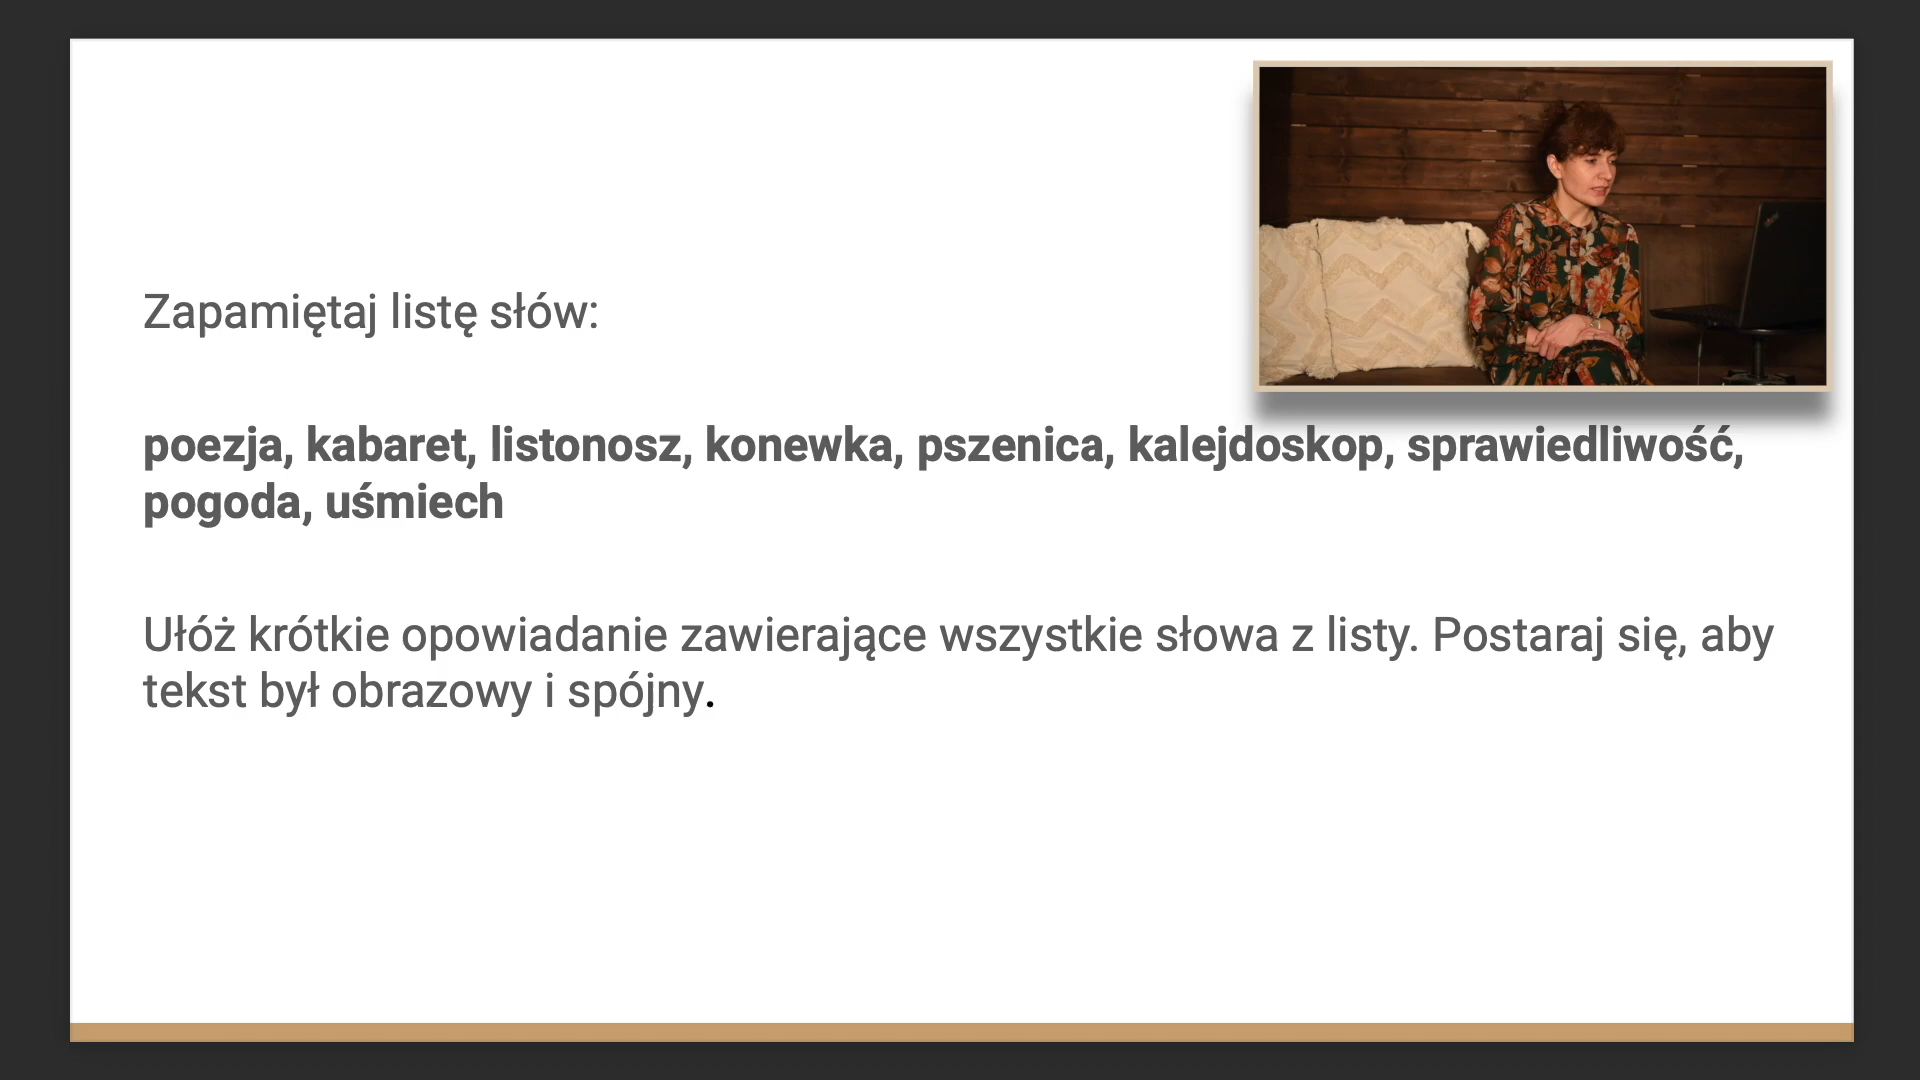 Zapamiętaj listę słów:
poezja, kabaret, listonosz, konewka, pszenica, kalejdoskop, sprawiedliwość,
pogoda, uśmiech
Ułóż krótkie opowiadanie zawierające wszystkie słowa z listy. Postaraj się, aby
tekst był obrazowy i spójny.